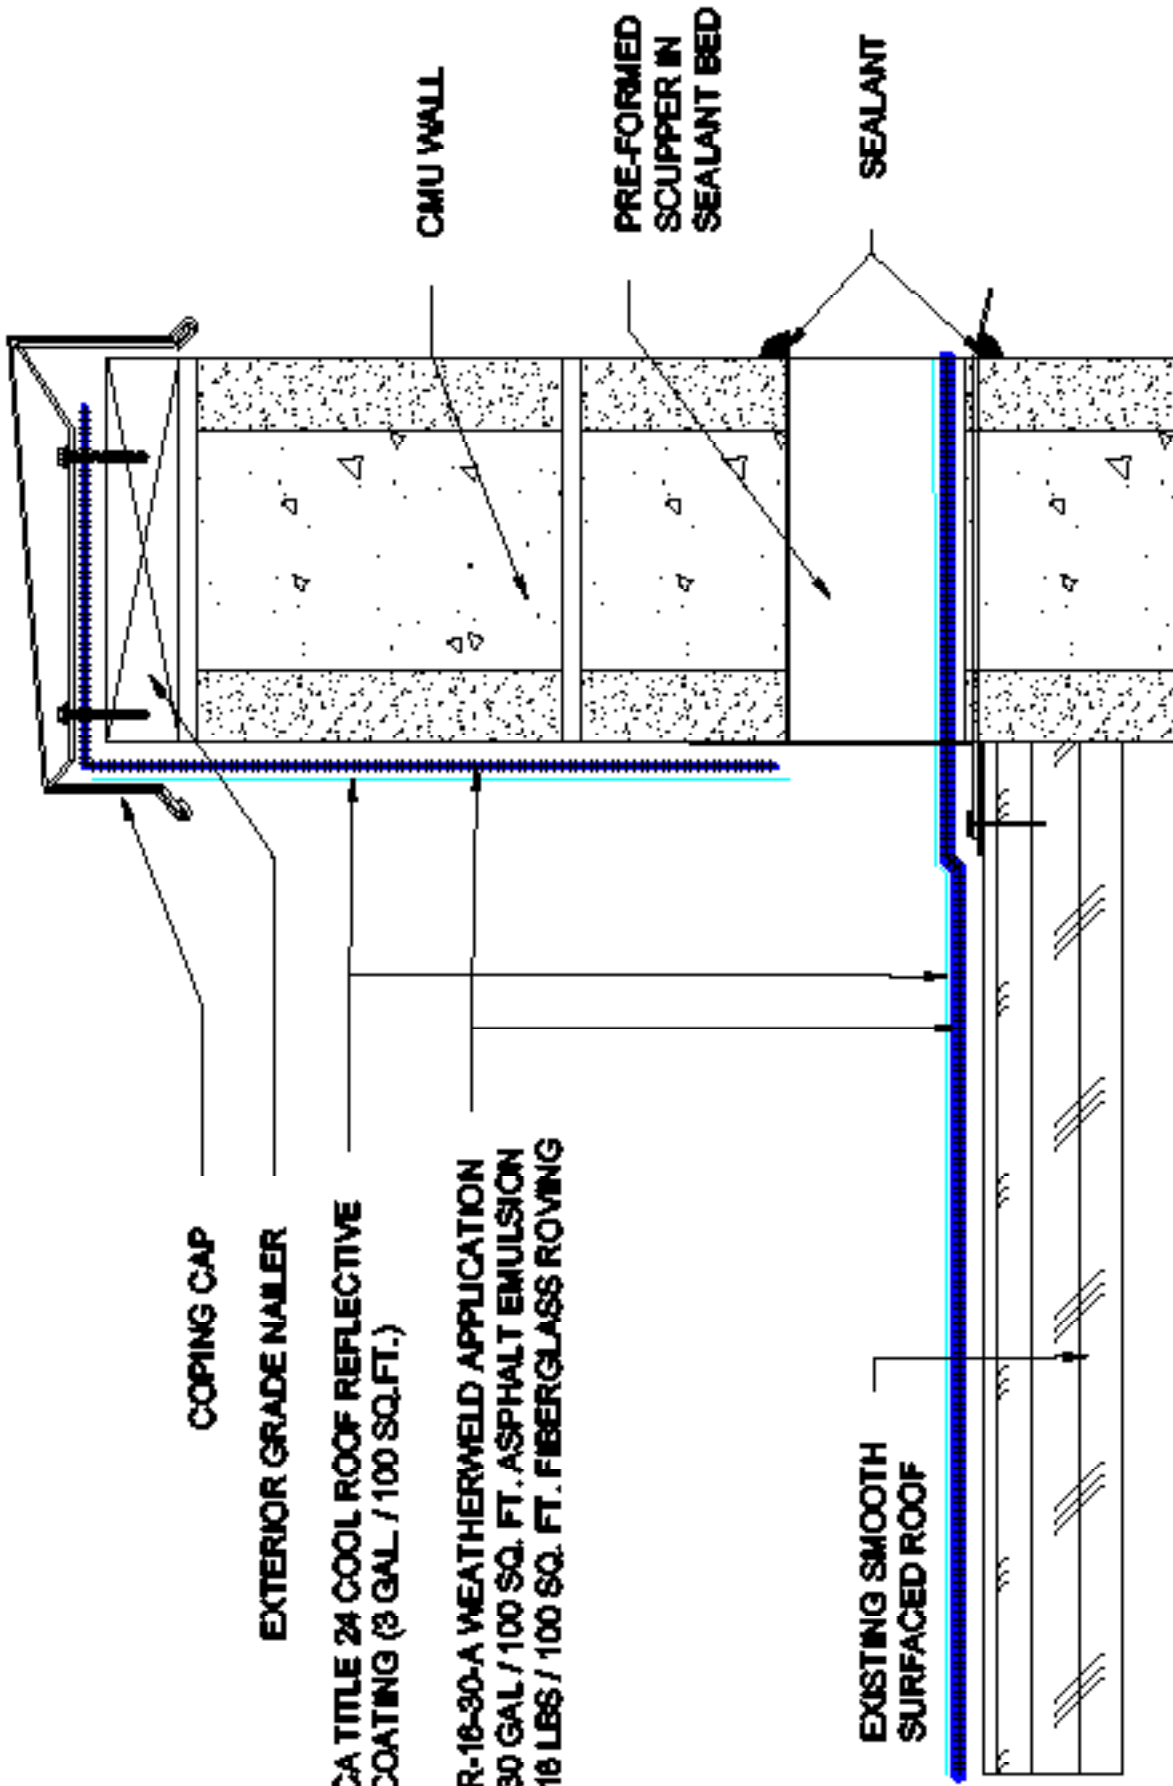 COPING CAP
EXTERIOR GRADE NAILER
CA TITLE 24 COOL ROOF REFLECTIVE
COATING (3 GAL / 100 SQ.FT.)
R-16-30-A WEATHERWELD APPLICATION
30 GAL / 100 SQ. FT. ASPHALT EMULSION
16 LBS / 100 SQ. FT. FIBERGLASS ROVING
EXISTING SMOOTH
SURFACED ROOF
CMU WALL
PRE-FORMED
SCUPPER IN
SEALANT BED
SEALANT